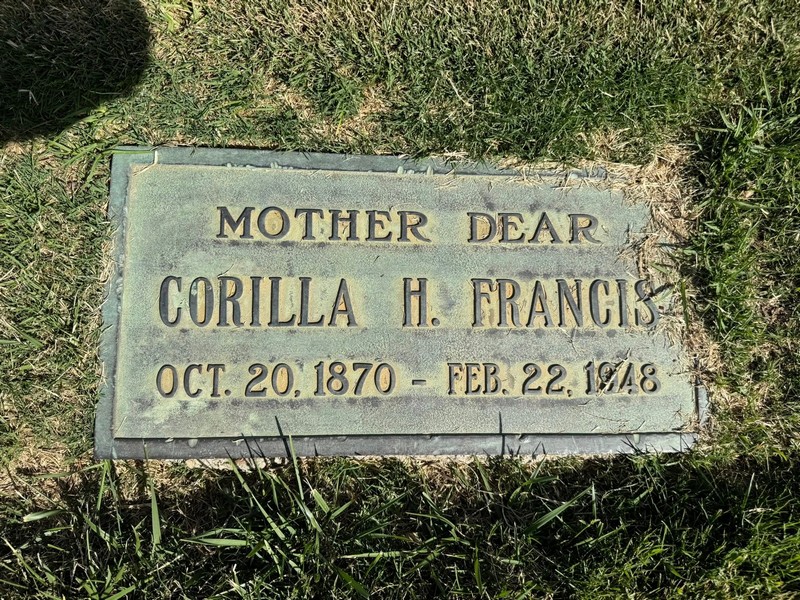 MOTHER DEAR
CORILLA H. FRANCIS
OCT. 20, 1870 - FEB. 22, 1948